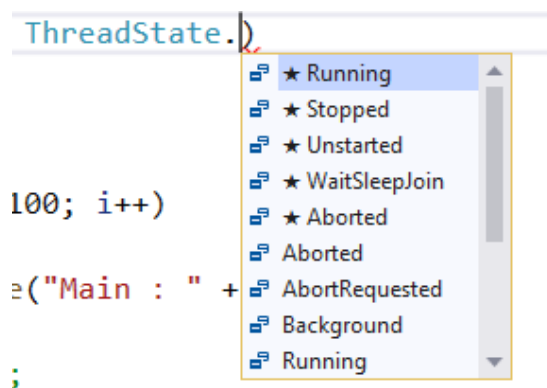 ThreadState.)
★ Running
★ Stopped
★ Unstarted
★ WaitSleepJoin
100; i++)
★ Aborted
Aborted
e("Main : " +
AbortRequested
Background
Running
;